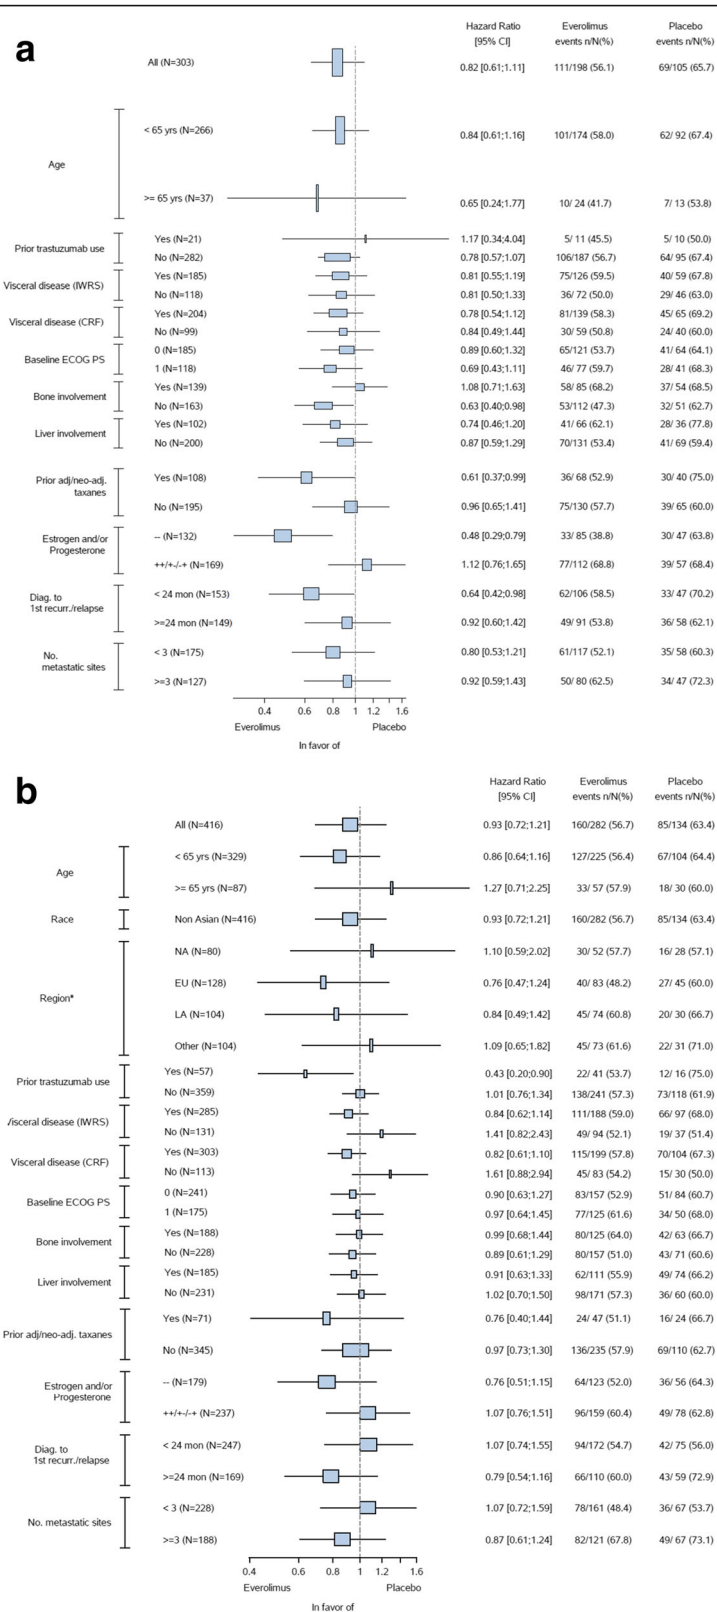 a
Hazard Ratio Everolimus Placebo
[95% CI] events n/N(%) events n/N(%)
All (N=303) 0.82 [0.61;1.11] 111/198 (56.1) 69/105 (65.7)
Age
< 65 yrs (N=266) 0.84 [0.61;1.16] 101/174 (58.0) 62/ 92 (67.4)
>= 65 yrs (N=37) 0.65 [0.24;1.77] 10/ 24 (41.7) 7/ 13 (53.8)
Prior trastuzumab use
Yes (N=21) 1.17 [0.34;4.04] 5/ 11 (45.5) 5/ 10 (50.0)
No (N=282) 0.78 [0.57;1.07] 106/187 (56.7) 64/ 95 (67.4)
Visceral disease (IWRS)
Yes (N=185) 0.81 [0.55;1.19] 75/126 (59.5) 40/ 59 (67.8)
No (N=118) 0.81 [0.50;1.33] 36/ 72 (50.0) 29/ 46 (63.0)
Visceral disease (CRF)
Yes (N=204) 0.78 [0.54;1.12] 81/139 (58.3) 45/ 65 (69.2)
No (N=99) 0.84 [0.49;1.44] 30/ 59 (50.8) 24/ 40 (60.0)
Baseline ECOG PS
0 (N=185) 0.89 [0.60;1.32] 65/121 (53.7) 41/ 64 (64.1)
1 (N=118) 0.69 [0.43;1.11] 46/ 77 (59.7) 28/ 41 (68.3)
Bone involvement
Yes (N=139) 1.08 [0.71;1.63] 58/ 85 (68.2) 37/ 54 (68.5)
No (N=163) 0.63 [0.40;0.98] 53/112 (47.3) 32/ 51 (62.7)
Liver involvement
Yes (N=102) 0.74 [0.46;1.20] 41/ 66 (62.1) 28/ 36 (77.8)
No (N=200) 0.87 [0.59;1.29] 70/131 (53.4) 41/ 69 (59.4)
Prior adj/neo-adj.
taxanes
Yes (N=108) 0.61 [0.37;0.99] 36/ 68 (52.9) 30/ 40 (75.0)
No (N=195) 0.96 [0.65;1.41] 75/130 (57.7) 39/ 65 (60.0)
Estrogen and/or
Progesterone
-- (N=132) 0.48 [0.29;0.79] 33/ 85 (38.8) 30/ 47 (63.8)
++/+-/-+ (N=169) 1.12 [0.76;1.65] 77/112 (68.8) 39/ 57 (68.4)
Diag. to
1st recurr./relapse
< 24 mon (N=153) 0.64 [0.42;0.98] 62/106 (58.5) 33/ 47 (70.2)
>=24 mon (N=149) 0.92 [0.60;1.42] 49/ 91 (53.8) 36/ 58 (62.1)
No.
metastatic sites
< 3 (N=175) 0.80 [0.53;1.21] 61/117 (52.1) 35/ 58 (60.3)
>=3 (N=127) 0.92 [0.59;1.43] 50/ 80 (62.5) 34/ 47 (72.3)
0.4 0.6 0.8 1 1.2 1.6
Everolimus Placebo
In favor of
b
Hazard Ratio Everolimus Placebo
[95% CI] events n/N(%) events n/N(%)
All (N=416) 0.93 [0.72;1.21] 160/282 (56.7) 85/134 (63.4)
Age
< 65 yrs (N=329) 0.86 [0.64;1.16] 127/225 (56.4) 67/104 (64.4)
>= 65 yrs (N=87) 1.27 [0.71;2.25] 33/ 57 (57.9) 18/ 30 (60.0)
Race
Non Asian (N=416) 0.93 [0.72;1.21] 160/282 (56.7) 85/134 (63.4)
Region*
NA (N=80) 1.10 [0.59;2.02] 30/ 52 (57.7) 16/ 28 (57.1)
EU (N=128) 0.76 [0.47;1.24] 40/ 83 (48.2) 27/ 45 (60.0)
LA (N=104) 0.84 [0.49;1.42] 45/ 74 (60.8) 20/ 30 (66.7)
Other (N=104) 1.09 [0.65;1.82] 45/ 73 (61.6) 22/ 31 (71.0)
Prior trastuzumab use
Yes (N=57) 0.43 [0.20;0.90] 22/ 41 (53.7) 12/ 16 (75.0)
No (N=359) 1.01 [0.76;1.34] 138/241 (57.3) 73/118 (61.9)
Visceral disease (IWRS)
Yes (N=285) 0.84 [0.62;1.14] 111/188 (59.0) 66/ 97 (68.0)
No (N=131) 1.41 [0.82;2.43] 49/ 94 (52.1) 19/ 37 (51.4)
Visceral disease (CRF)
Yes (N=303) 0.82 [0.61;1.10] 115/199 (57.8) 70/104 (67.3)
No (N=113) 1.61 [0.88;2.94] 45/ 83 (54.2) 15/ 30 (50.0)
Baseline ECOG PS
0 (N=241) 0.90 [0.63;1.27] 83/157 (52.9) 51/ 84 (60.7)
1 (N=175) 0.97 [0.64;1.45] 77/125 (61.6) 34/ 50 (68.0)
Bone involvement
Yes (N=188) 0.99 [0.68;1.44] 80/125 (64.0) 42/ 63 (66.7)
No (N=228) 0.89 [0.61;1.29] 80/157 (51.0) 43/ 71 (60.6)
Liver involvement
Yes (N=185) 0.91 [0.63;1.33] 62/111 (55.9) 49/ 74 (66.2)
No (N=231) 1.02 [0.70;1.50] 98/171 (57.3) 36/ 60 (60.0)
Prior adj/neo-adj. taxanes
Yes (N=71) 0.76 [0.40;1.44] 24/ 47 (51.1) 16/ 24 (66.7)
No (N=345) 0.97 [0.73;1.30] 136/235 (57.9) 69/110 (62.7)
Estrogen and/or
Progesterone
-- (N=179) 0.76 [0.51;1.15] 64/123 (52.0) 36/ 56 (64.3)
++/+-/-+ (N=237) 1.07 [0.76;1.51] 96/159 (60.4) 49/ 78 (62.8)
Diag. to
1st recurr./relapse
< 24 mon (N=247) 1.07 [0.74;1.55] 94/172 (54.7) 42/ 75 (56.0)
>=24 mon (N=169) 0.79 [0.54;1.16] 66/110 (60.0) 43/ 59 (72.9)
No. metastatic sites
< 3 (N=228) 1.07 [0.72;1.59] 78/161 (48.4) 36/ 67 (53.7)
>=3 (N=188) 0.87 [0.61;1.24] 82/121 (67.8) 49/ 67 (73.1)
0.4 0.6 0.8 1 1.2 1.6
Everolimus Placebo
In favor of